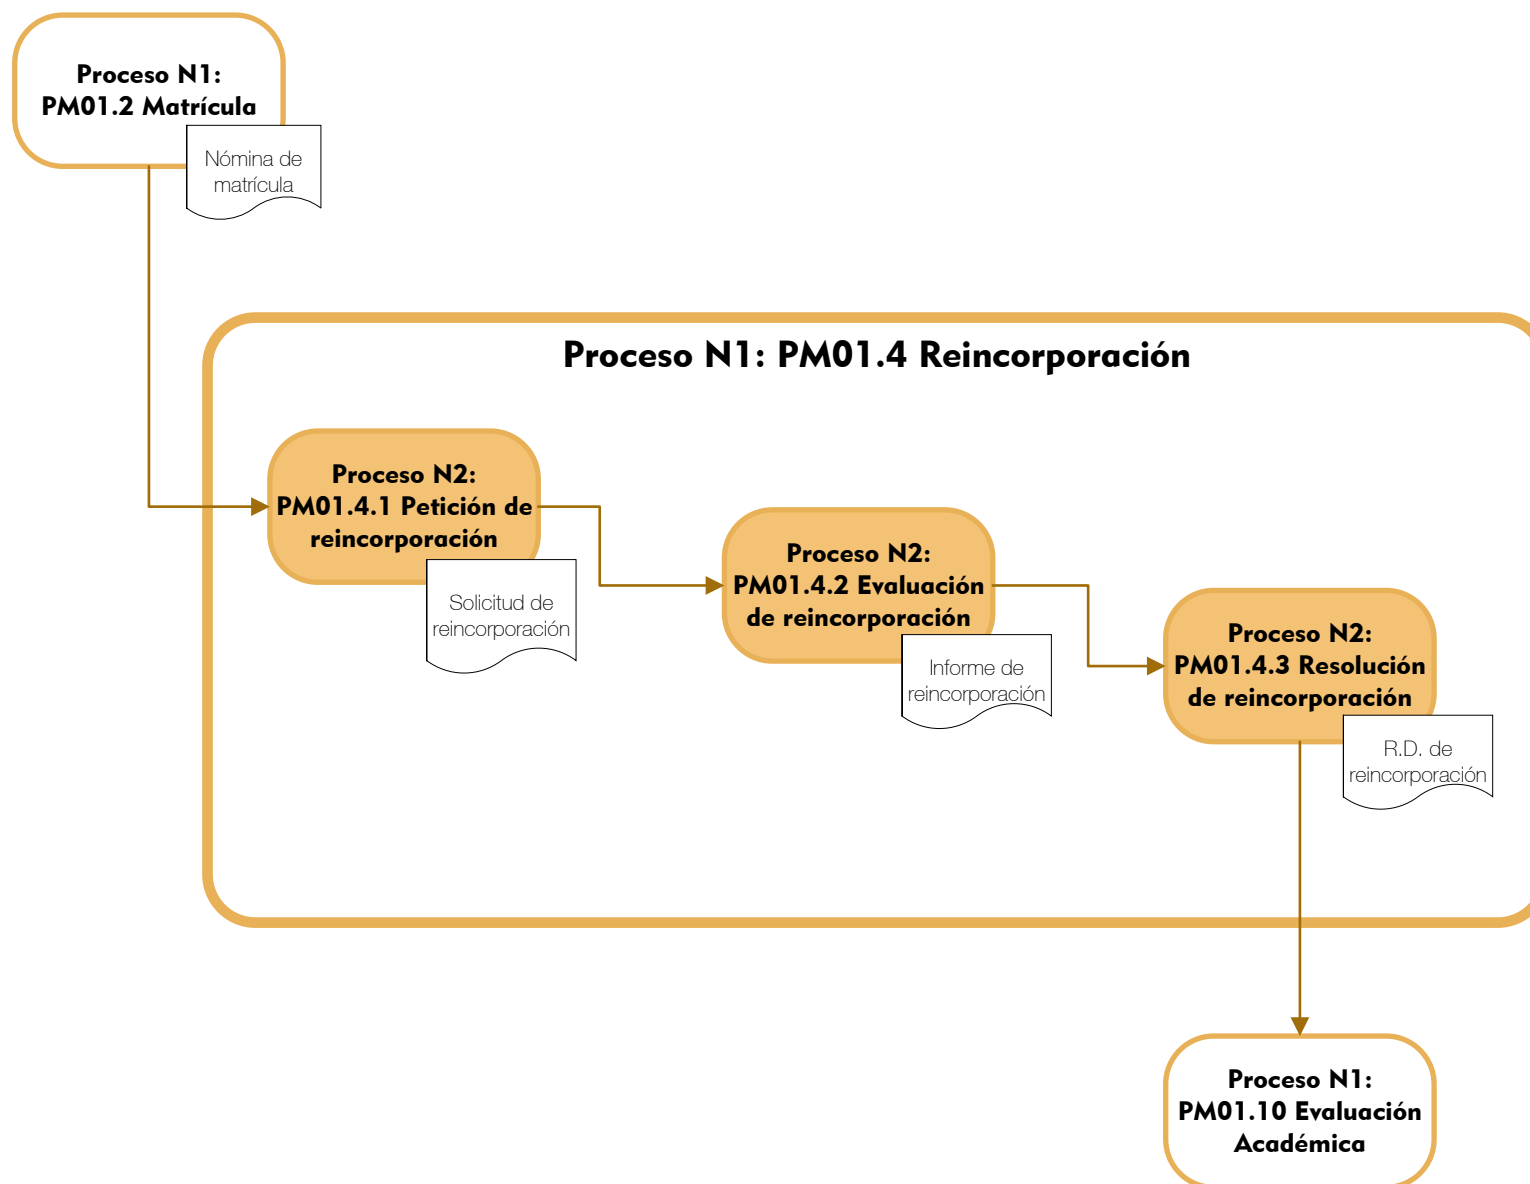 Proceso N1:
PM01.2 Matrícula
Nómina de
matrícula
Proceso N1: PM01.4 Reincorporación
Proceso N2:
PM01.4.1 Petición de
reincorporación
Solicitud de
reincorporación
Proceso N2:
PM01.4.2 Evaluación
de reincorporación
Informe de
reincorporación
Proceso N2:
PM01.4.3 Resolución
de reincorporación
R.D. de
reincorporación
Proceso N1:
PM01.10 Evaluación
Académica